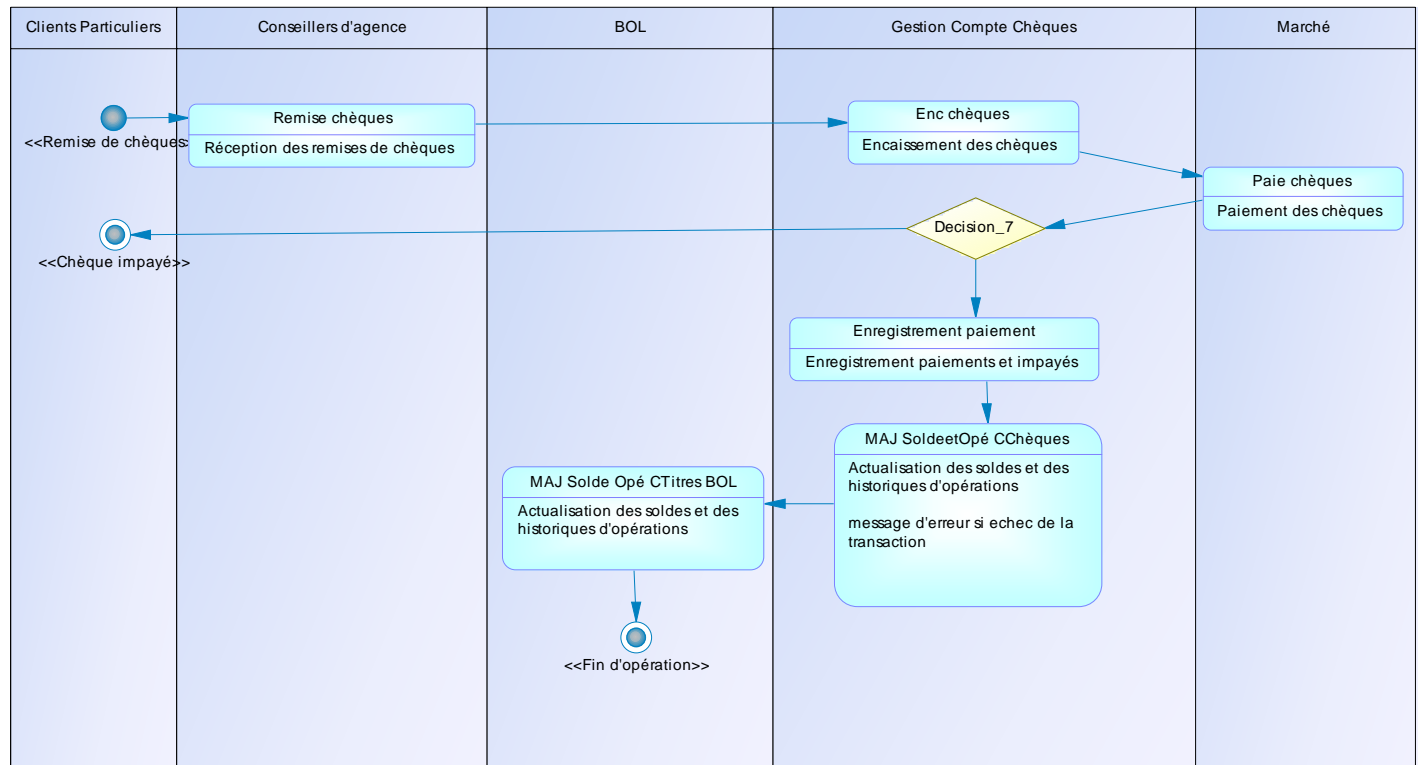 Clients Particuliers
Conseillers d'agence
BOL
Gestion Compte Chèques
Marché
<<Remise de chèques
Remise chèques
Réception des remises de chèques
Enc chèques
Encaissement des chèques
Paie chèques
Paiement des chèques
Decision_7
<<Chèque impayé>>
Enregistrement paiement
Enregistrement paiements et impayés
MAJ SoldeetOpé CChèques
Actualisation des soldes et des
historiques d'opérations
message d'erreur si echec de la
transaction
MAJ Solde Opé CTitres BOL
Actualisation des soldes et des
historiques d'opérations
<<Fin d'opération>>